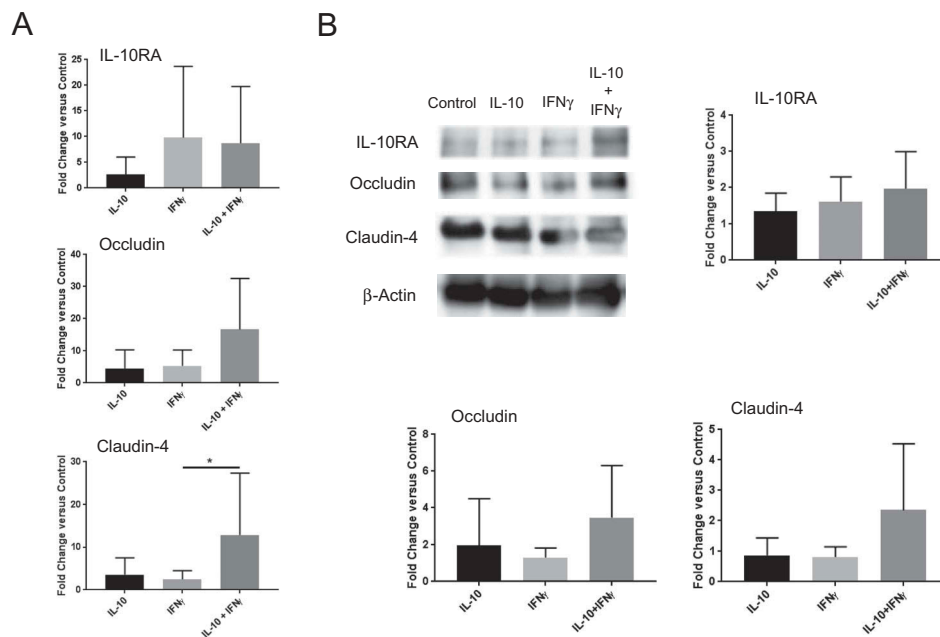 A
IL-10RA
Fold Change versus Control
25
20
15
10
5
0
IL-10
IFNγ
IL-10 + IFNγ
Occludin
Fold Change versus Control
40
30
20
10
0
IL-10
IFNγ
IL-10 + IFNγ
Claudin-4
Fold Change versus Control
30
20
10
0
*
IL-10
IFNγ
IL-10 + IFNγ
B
Control IL-10 IFNγ IL-10
+
IFNγ
IL-10RA
Occludin
Claudin-4
β-Actin
IL-10RA
Fold Change versus Control
4
3
2
1
0
IL-10
IFNγ
IL-10+IFNγ
Occludin
Fold Change versus Control
8
6
4
2
0
IL-10
IFNγ
IL-10+IFNγ
Claudin-4
Fold Change versus Control
5
4
3
2
1
0
IL-10
IFNγ
IL-10+IFNγ